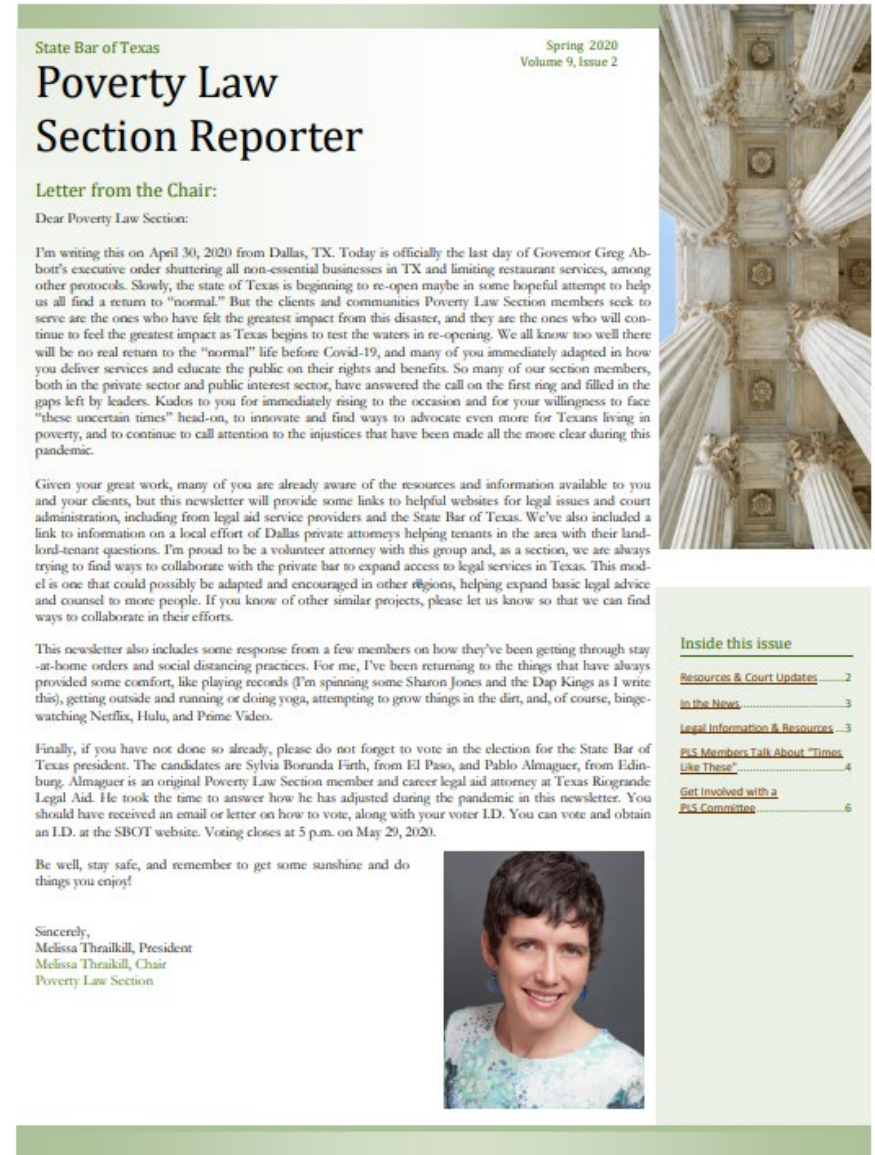 State Bar of Texas
Poverty Law
Section Reporter
Spring 2020
Volume 9, Issue 2
Letter from the Chair:
Dear Poverty Law Section:
I'm writing this on April 30, 2020 from Dallas, TX. Today is officially the last day of Governor Greg Ab-
bott's executive order shuttering all non-essential businesses in TX and limiting restaurant services, among
other protocols. Slowly, the state of Texas is beginning to re-open maybe in some hopeful attempt to help
us all find a return to "normal." But the clients and communities Poverty Law Section members seek to
serve are the ones who have felt the greatest impact from this disaster, and they are the ones who will con-
tinue to feel the greatest impact as Texas begins to test the waters in re-opening. We all know too well there
will be no real return to the "normal" life before Covid-19, and many of you immediately adapted in how
you deliver services and educate the public on their rights and benefits. So many of our section members,
both in the private sector and public interest sector, have answered the call on the first ring and filled in the
gaps left by leaders. Kudos to you for immediately rising to the occasion and for your willingness to face
"these uncertain times" head-on, to innovate and find ways to advocate even more for Texans living in
poverty, and to continue to call attention to the injustices that have been made all the more clear during this
pandemic.
Given your great work, many of you are already aware of the resources and information available to you
and your clients, but this newsletter will provide some links to helpful websites for legal issues and court
administration, including from legal aid service providers and the State Bar of Texas. We've also included a
link to information on a local effort of Dallas private attorneys helping tenants in the area with their land-
lord-tenant questions. I'm proud to be a volunteer attorney with this group and, as a section, we are always
trying to find ways to collaborate with the private bar to expand access to legal services in Texas. This mod-
el is one that could possibly be adapted and encouraged in other regions, helping expand basic legal advice
and counsel to more people. If you know of other similar projects, please let us know so that we can find
ways to collaborate in their efforts.
This newsletter also includes some response from a few members on how they've been getting through stay
-at-home orders and social distancing practices. For me, I've been returning to the things that have always
provided some comfort, like playing records (I'm spinning some Sharon Jones and the Dap Kings as I write
this), getting outside and running or doing yoga, attempting to grow things in the dirt, and, of course, binge-
watching Netflix, Hulu, and Prime Video.
Finally, if you have not done so already, please do not forget to vote in the election for the State Bar of
Texas president. The candidates are Sylvia Borunda Firth, from El Paso, and Pablo Almaguer, from Edin-
burg. Almaguer is an original Poverty Law Section member and career legal aid attorney at Texas Riogrande
Legal Aid. He took the time to answer how he has adjusted during the pandemic in this newsletter. You
should have received an email or letter on how to vote, along with your voter I.D. You can vote and obtain
an I.D. at the SBOT website. Voting closes at 5 p.m. on May 29, 2020.
Be well, stay safe, and remember to get some sunshine and do
things you enjoy!
Sincerely,
Melissa Thrailkill, President
Melissa Thraikill, Chair
Poverty Law Section
Inside this issue
Resources & Court Updates.........2
In the News...............................3
Legal Information & Resources ...3
PLS Members Talk About "Times
Like These"................................4
Get Involved with a
PLS Committee..........................6